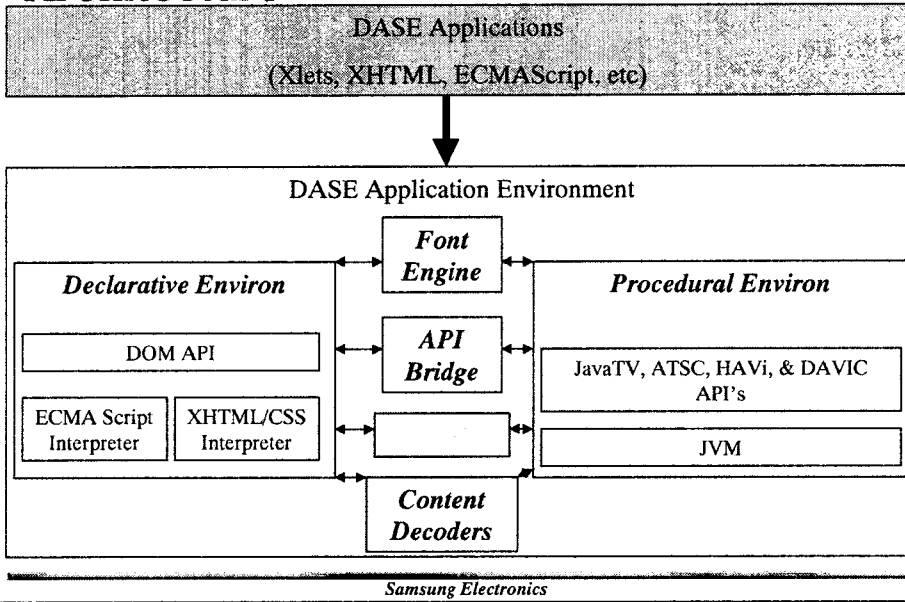 DASE Applications
(Xlets, XHTML, ECMAScript, etc)
DASE Application Environment
Font
Engine
Declarative Environ
Procedural Environ
DOM API
API
Bridge
JavaTV, ATSC, HAVi, & DAVIC
API's
ECMA Script
Interpreter
XHTML/CSS
Interpreter
JVM
Content
Decoders
Samsung Electronics